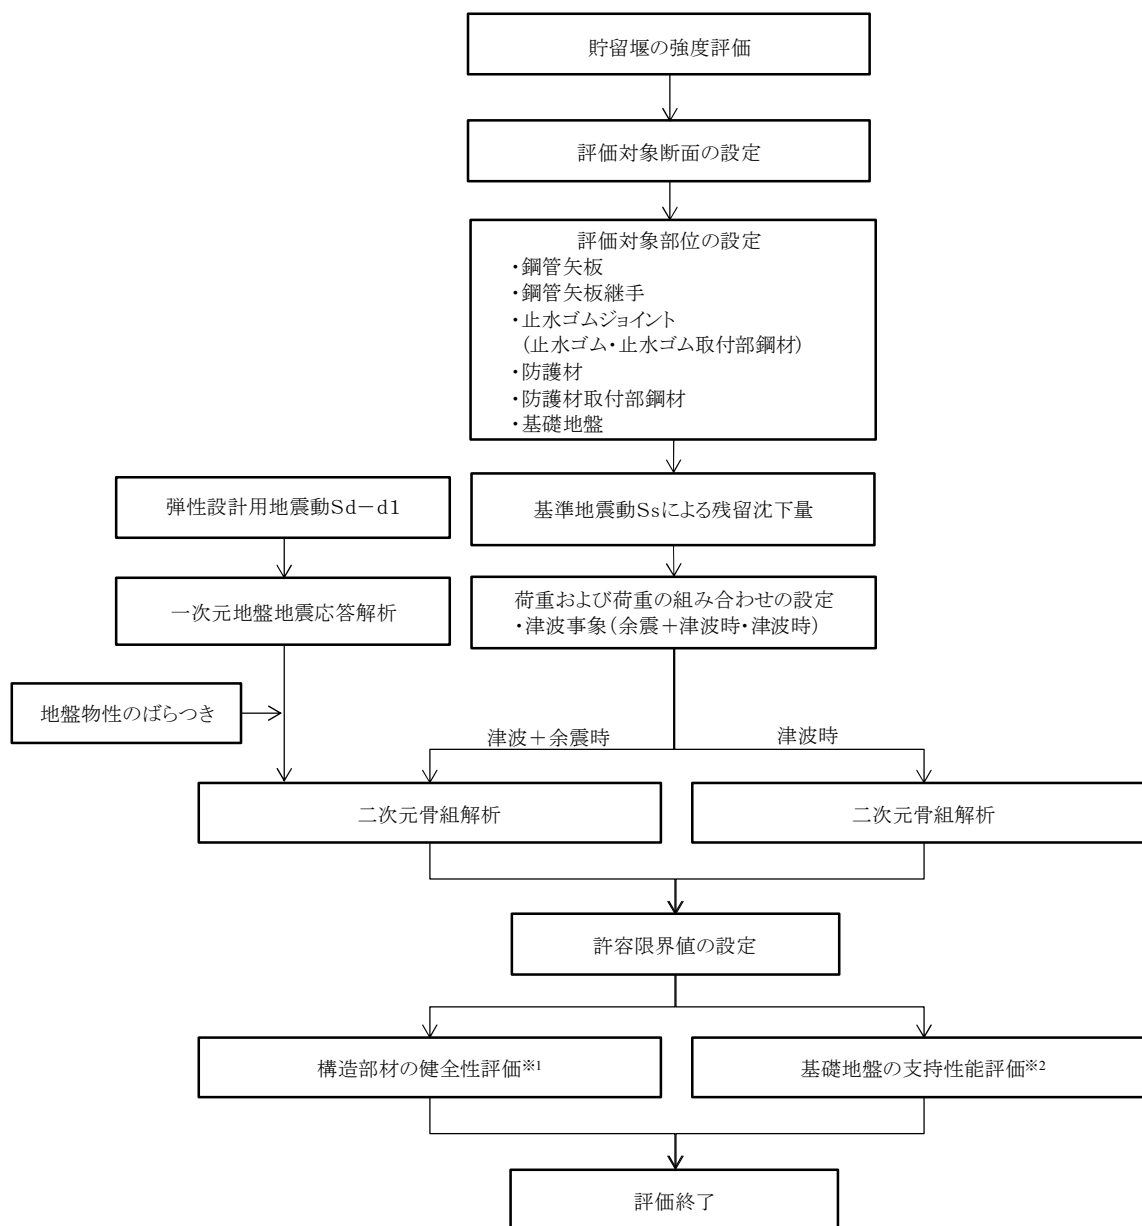 貯留堰の強度評価
評価対象断面の設定
評価対象部位の設定
・鋼管矢板
・鋼管矢板継手
・止水ゴムジョイント
(止水ゴム・止水ゴム取付部鋼材)
・防護材
・防護材取付部鋼材
・基礎地盤
弾性設計用地震動Sd-d1
基準地震動Ssによる残留沈下量
一次元地盤地震応答解析
荷重および荷重の組み合わせの設定
・津波事象(余震+津波時・津波時)
地盤物性のばらつき
津波+余震時
津波時
二次元骨組解析
二次元骨組解析
許容限界値の設定
構造部材の健全性評価※1
基礎地盤の支持性能評価※2
評価終了